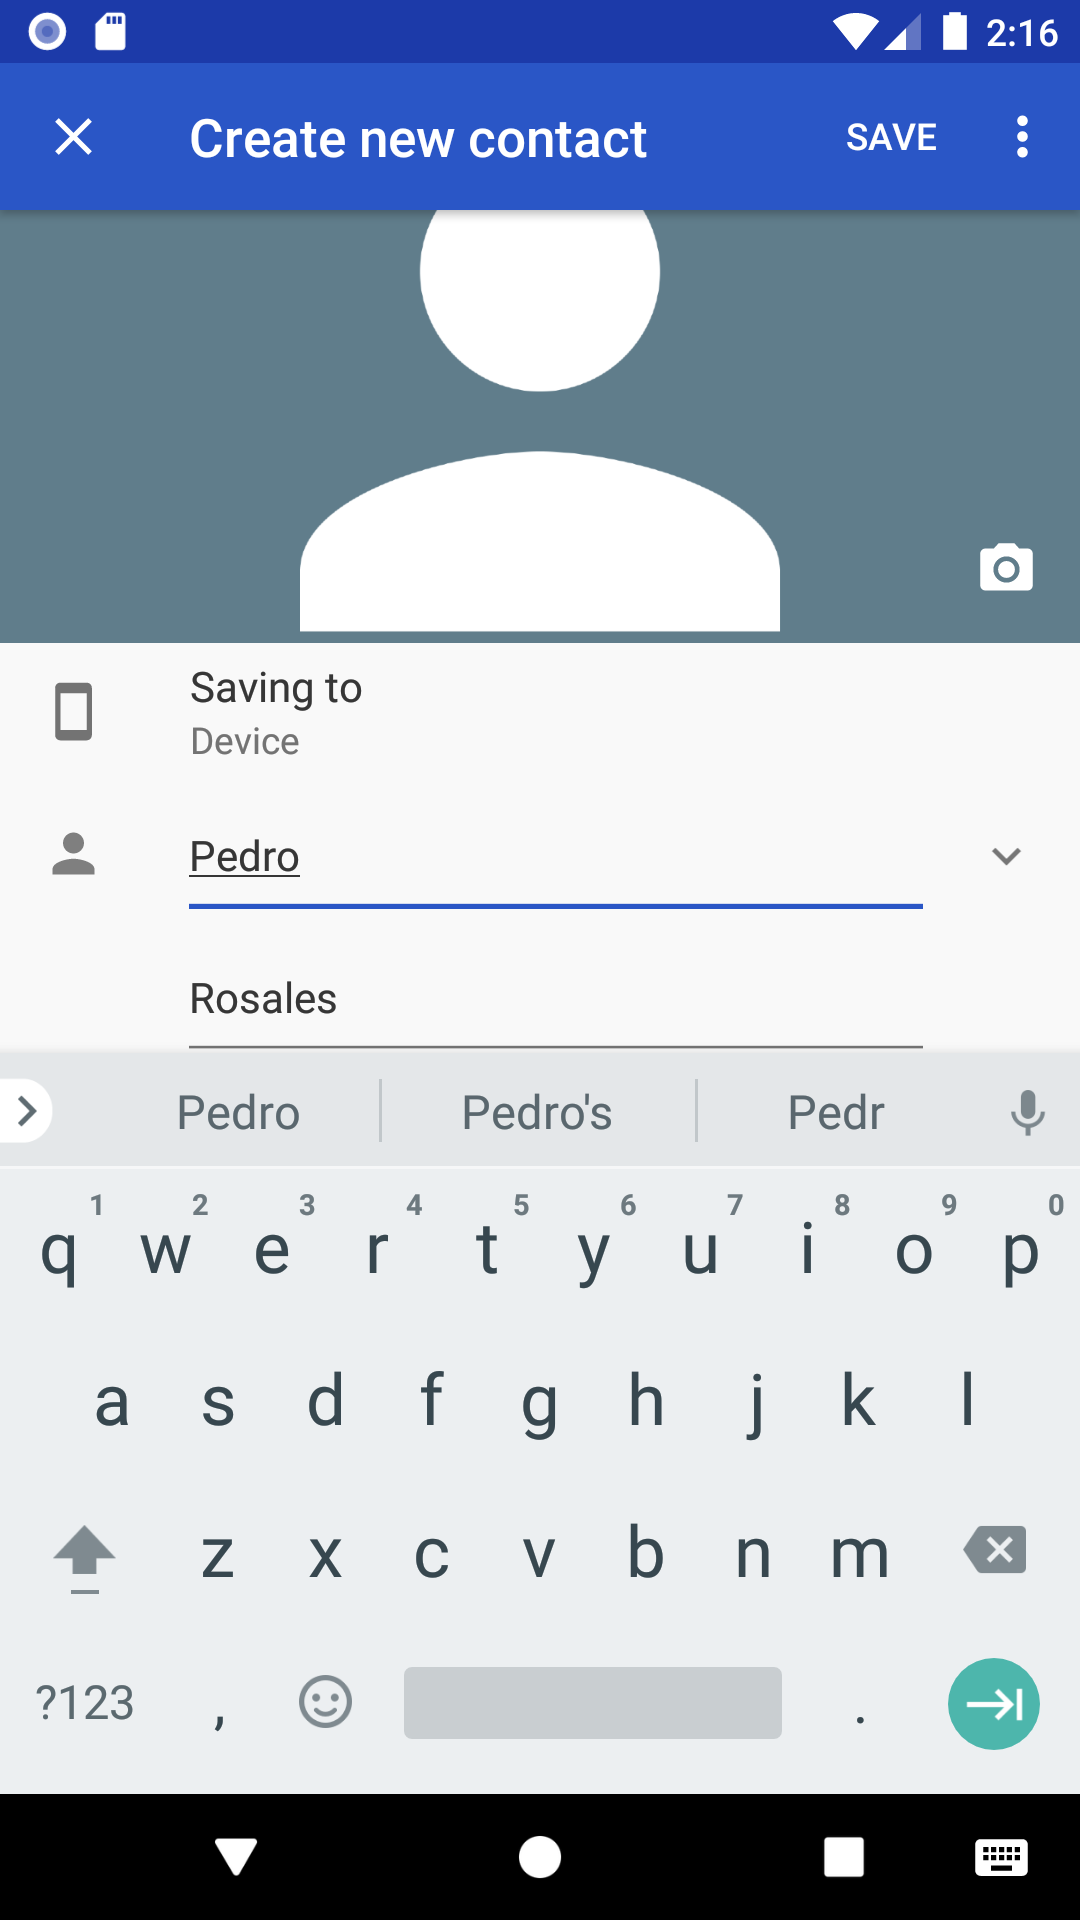 2:16
Create new contact SAVE
Saving to
Device
Pedro
Rosales
Pedro Pedro's Pedr
1 2 3 4 5 6 7 8 9 0
q w e r t y u i o p
a s d f g h j k l
z x c v b n m
?123 , .